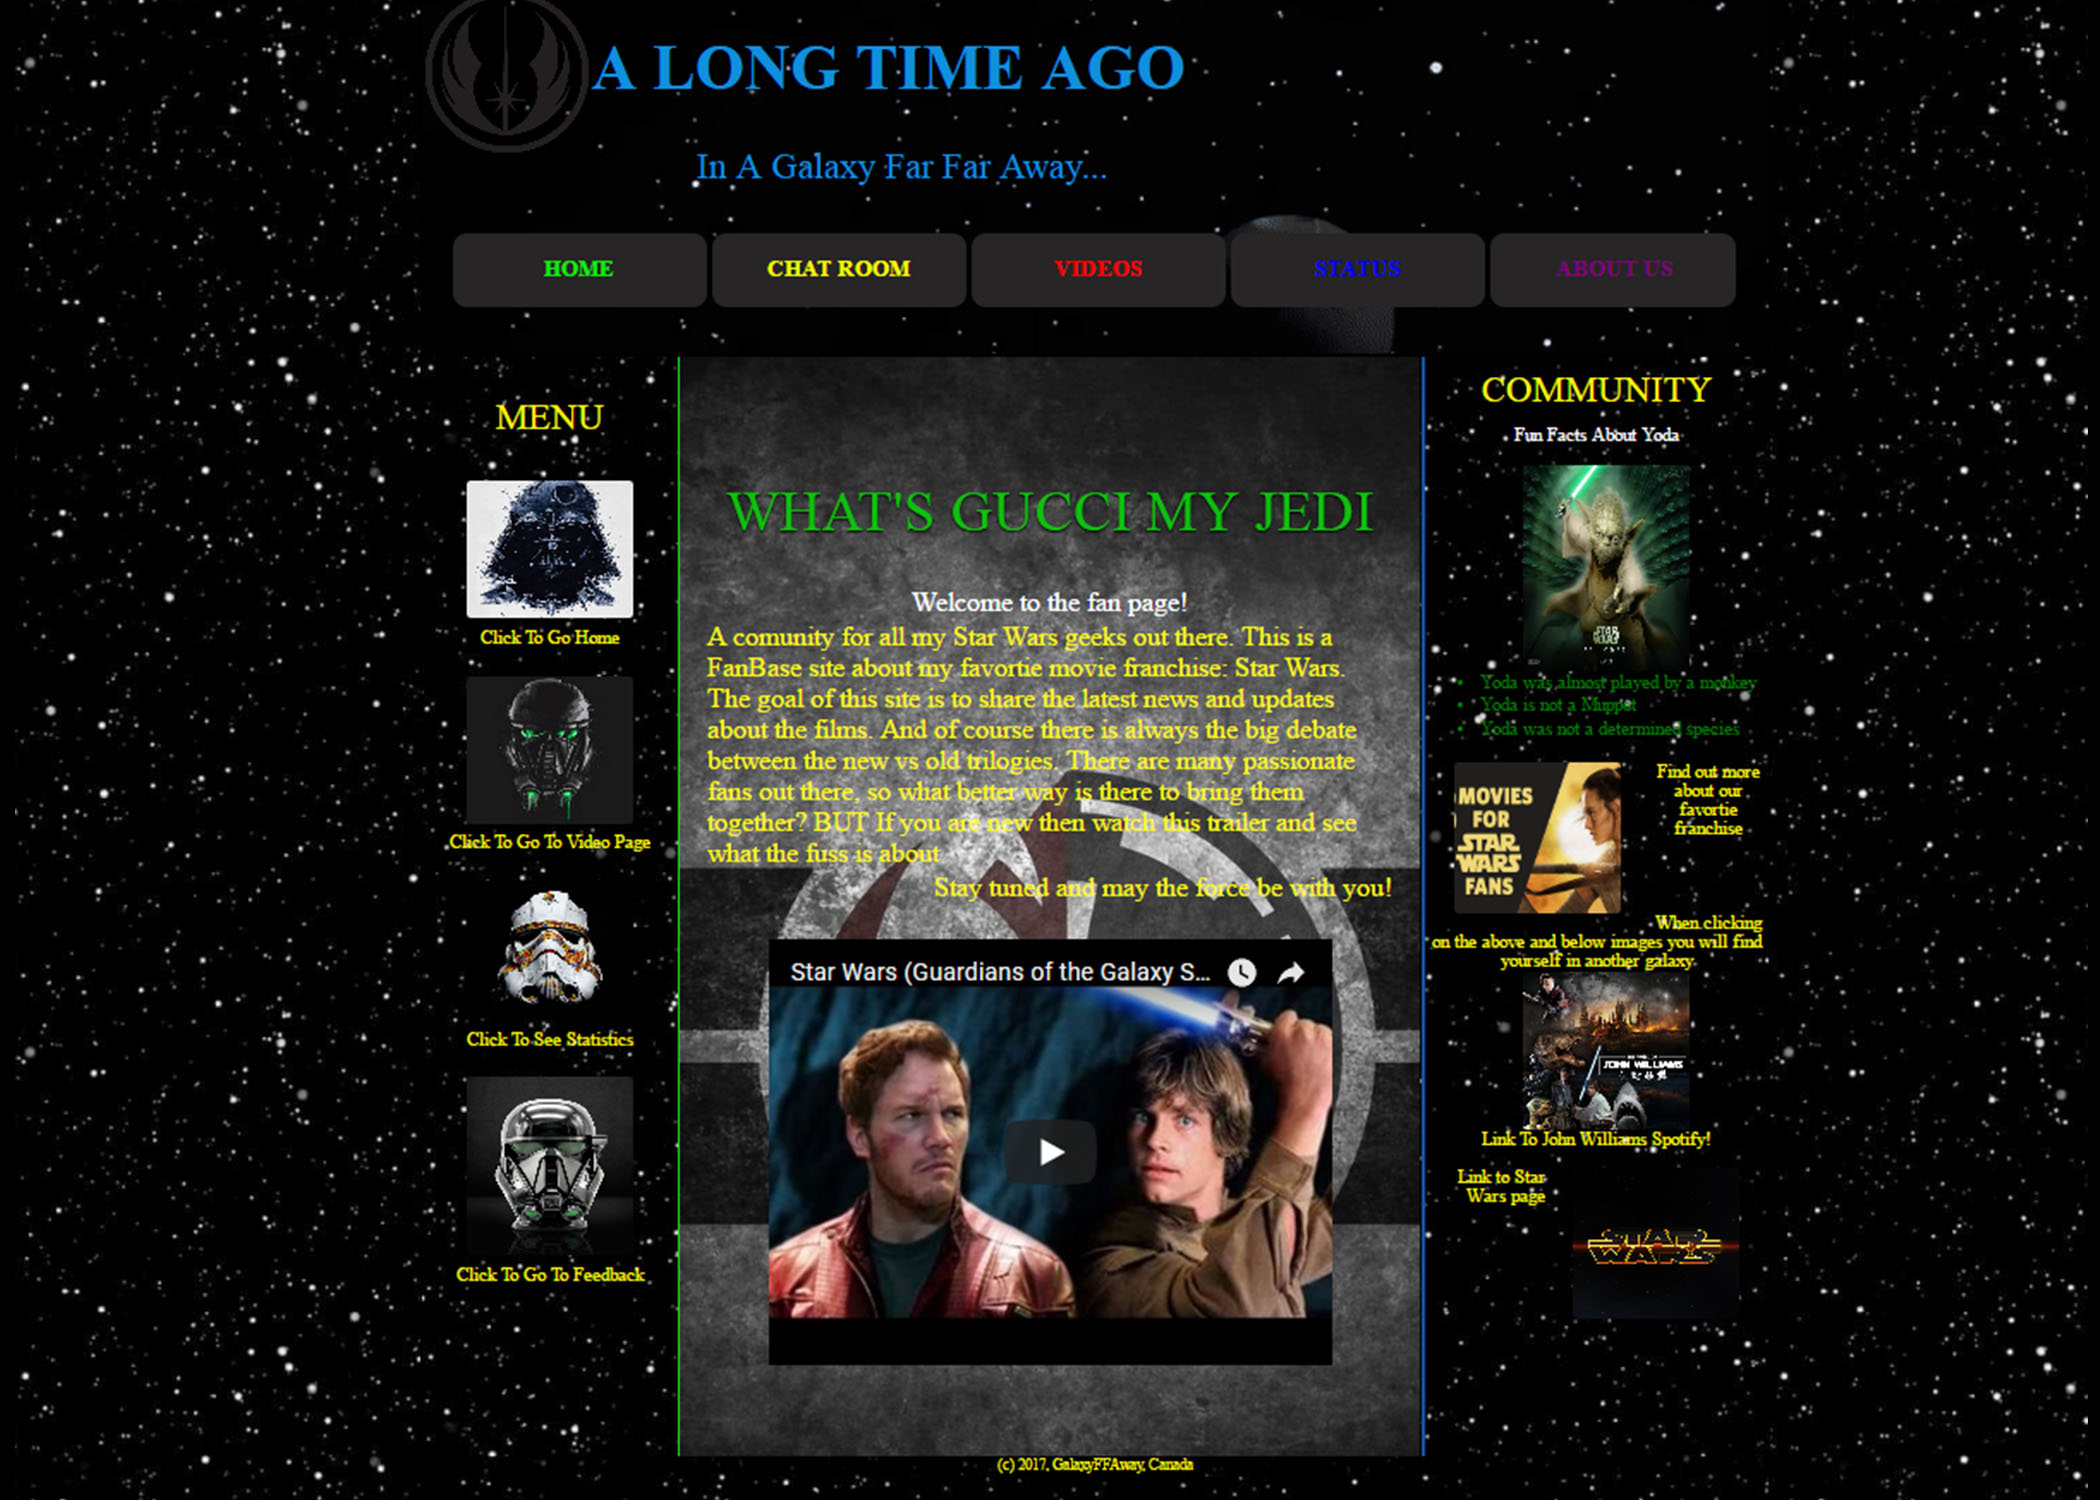 A LONG TIME AGO
In A Galaxy Far Far Away...
HOME
CHAT ROOM
VIDEOS
STATUS
ABOUT US
MENU
Click To Go Home
Click To Go To Video Page
Click To See Statistics
Click To Go To Feedback
WHAT'S GUCCI MY JEDI
Welcome to the fan page!
A comunity for all my Star Wars geeks out there. This is a
FanBase site about my favortie movie franchise: Star Wars.
The goal of this site is to share the latest news and updates
about the films. And of course there is always the big debate
between the new vs old trilogies. There are many passionate
fans out there, so what better way is there to bring them
together? BUT If you are new then watch this trailer and see
what the fuss is about
Stay tuned and may the force be with you!
Star Wars (Guardians of the Galaxy S...
COMMUNITY
Fun Facts About Yoda
STAR
WARS
• Yoda was almost played by a monkey
• Yoda is not a Muppet
• Yoda was not a determined species
MOVIES
FOR
STAR
WARS
FANS
Find out more
about our
favortie
franchise
When clicking
on the above and below images you will find
yourself in another galaxy
JOHN WILLIAMS
Link To John Williams Spotify!
Link to Star
Wars page
STAR
WARS
(c) 2017, GalaxyFFAway, Canada